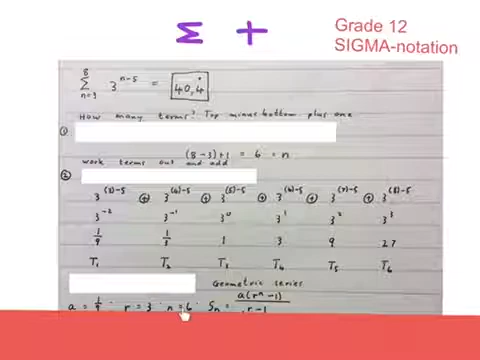 Σ +
Grade 12
SIGMA-notation
8
Σ 3^(n-5) = 40,4̇
n=3
How many terms? Top minus bottom plus one
①
(8-3)+1 = 6 = n
work terms out and add
②
3^((3)-5) ⊕ 3^((4)-5) ⊕ 3^((5)-5) ⊕ 3^((6)-5) ⊕ 3^((7)-5) ⊕ 3^((8)-5)
3^-2 3^-1 3^0 3^1 3^2 3^3
1/9 1/3 1 3 9 27
T₁ T₂ T₃ T₄ T₅ T₆
Geometric series
a = 1/9 r = 3 n = 6 Sₙ = a(rⁿ-1)/r-1